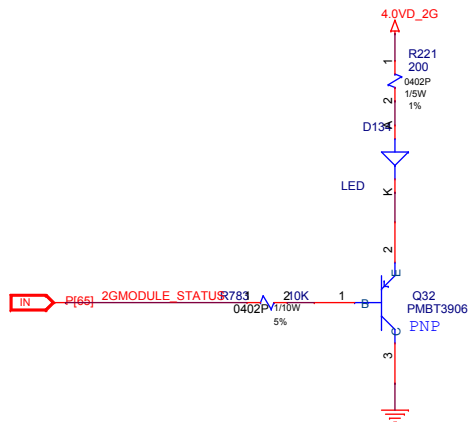 4.0VD_2G
1
R221
200
0402P
1/5W
1%
2
A
D134
LED
K
2
E
IN
P[65]
2GMODULE_STATUS
R783
1
2
10K
0402P
1/10W
5%
1
B
Q32
PMBT3906
PNP
C
3